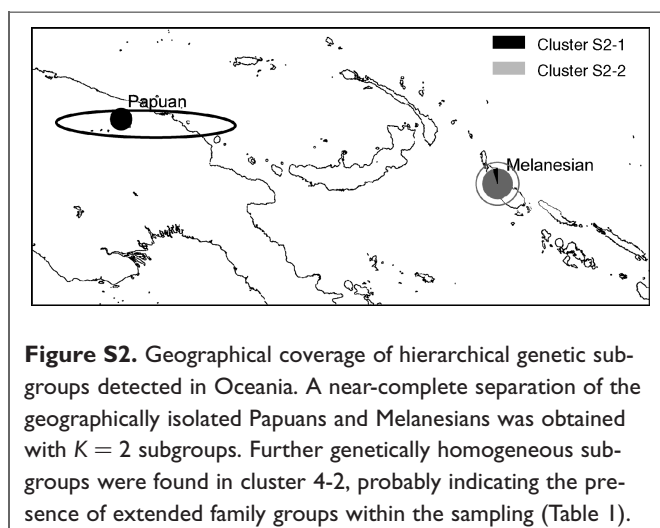 Cluster S2-1
Cluster S2-2
Papuan
Melanesian
Figure S2. Geographical coverage of hierarchical genetic sub-
groups detected in Oceania. A near-complete separation of the
geographically isolated Papuans and Melanesians was obtained
with K = 2 subgroups. Further genetically homogeneous sub-
groups were found in cluster 4-2, probably indicating the pre-
sence of extended family groups within the sampling (Table 1).